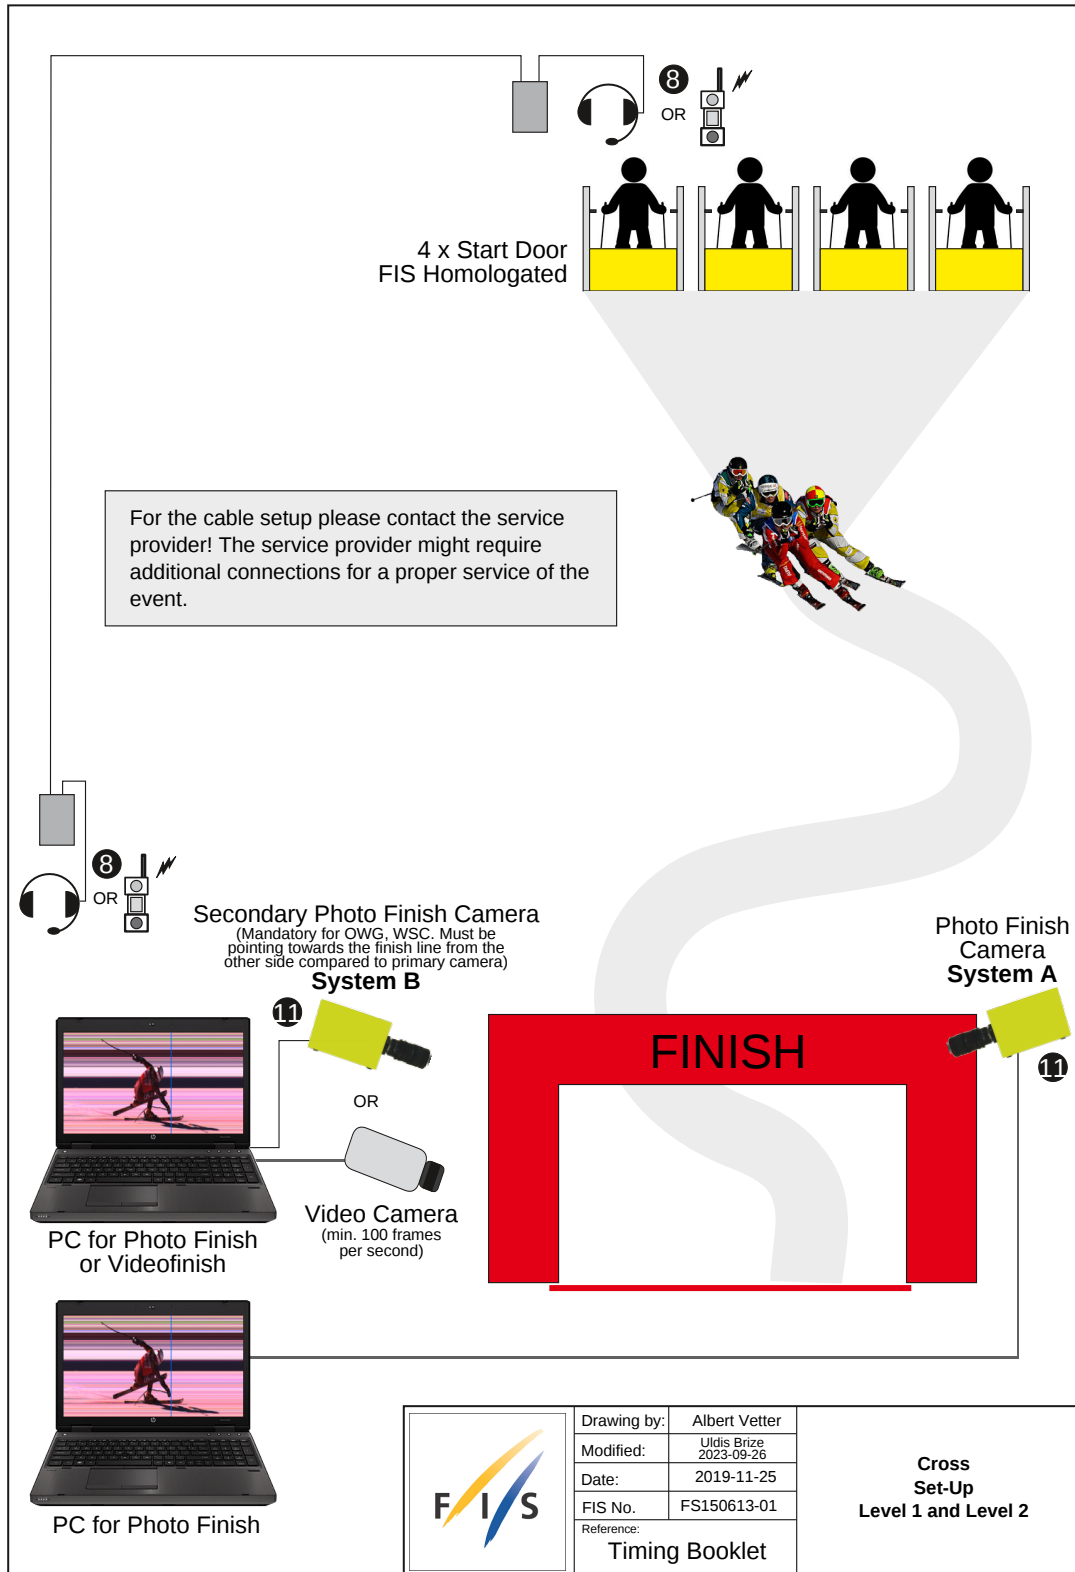 8
OR
4 x Start Door
FIS Homologated
For the cable setup please contact the service
provider! The service provider might require
additional connections for a proper service of the
event.
8
OR
Secondary Photo Finish Camera
(Mandatory for OWG, WSC. Must be
pointing towards the finish line from the
other side compared to primary camera)
System B
11
OR
Video Camera
(min. 100 frames
per second)
PC for Photo Finish
or Videofinish
Photo Finish
Camera
System A
11
FINISH
PC for Photo Finish
FIS
Drawing by: Albert Vetter
Modified: Uldis Brize
2023-09-26
Date: 2019-11-25
FIS No. FS150613-01
Reference:
Timing Booklet
Cross
Set-Up
Level 1 and Level 2